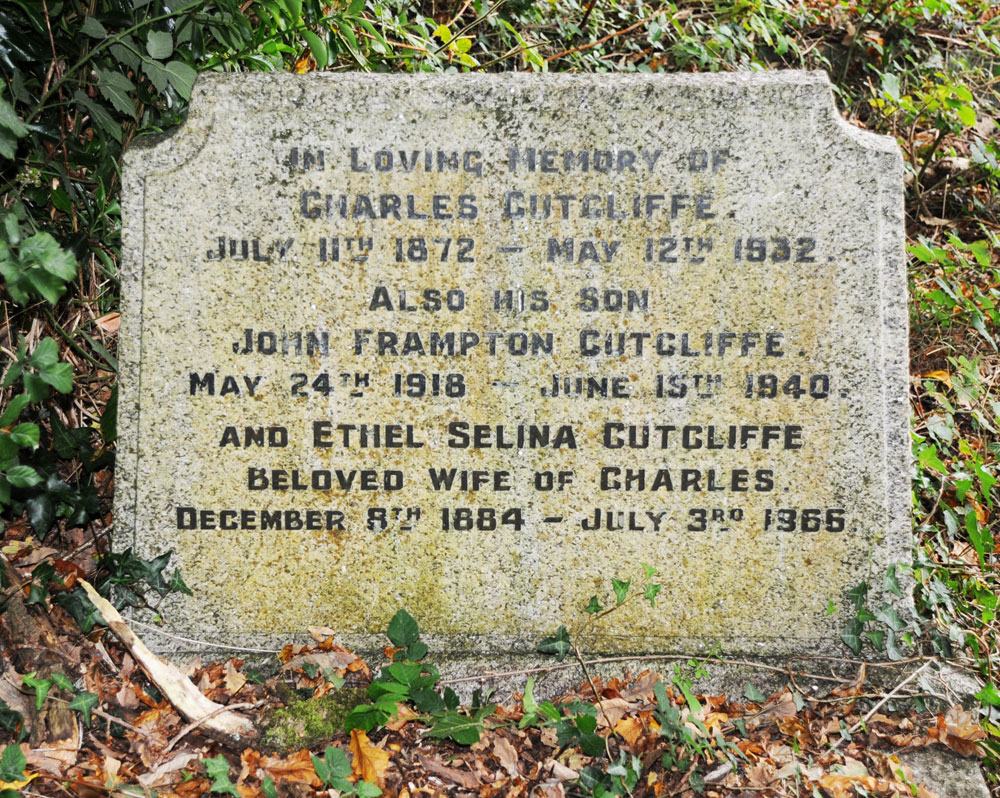 IN LOVING MEMORY OF
CHARLES CUTCLIFFE.
JULY 11TH 1872 – MAY 12TH 1932.
ALSO HIS SON
JOHN FRAMPTON CUTCLIFFE.
MAY 24TH 1918 – JUNE 15TH 1940.
AND ETHEL SELINA CUTCLIFFE
BELOVED WIFE OF CHARLES.
DECEMBER 8TH 1884 – JULY 3RD 1965.